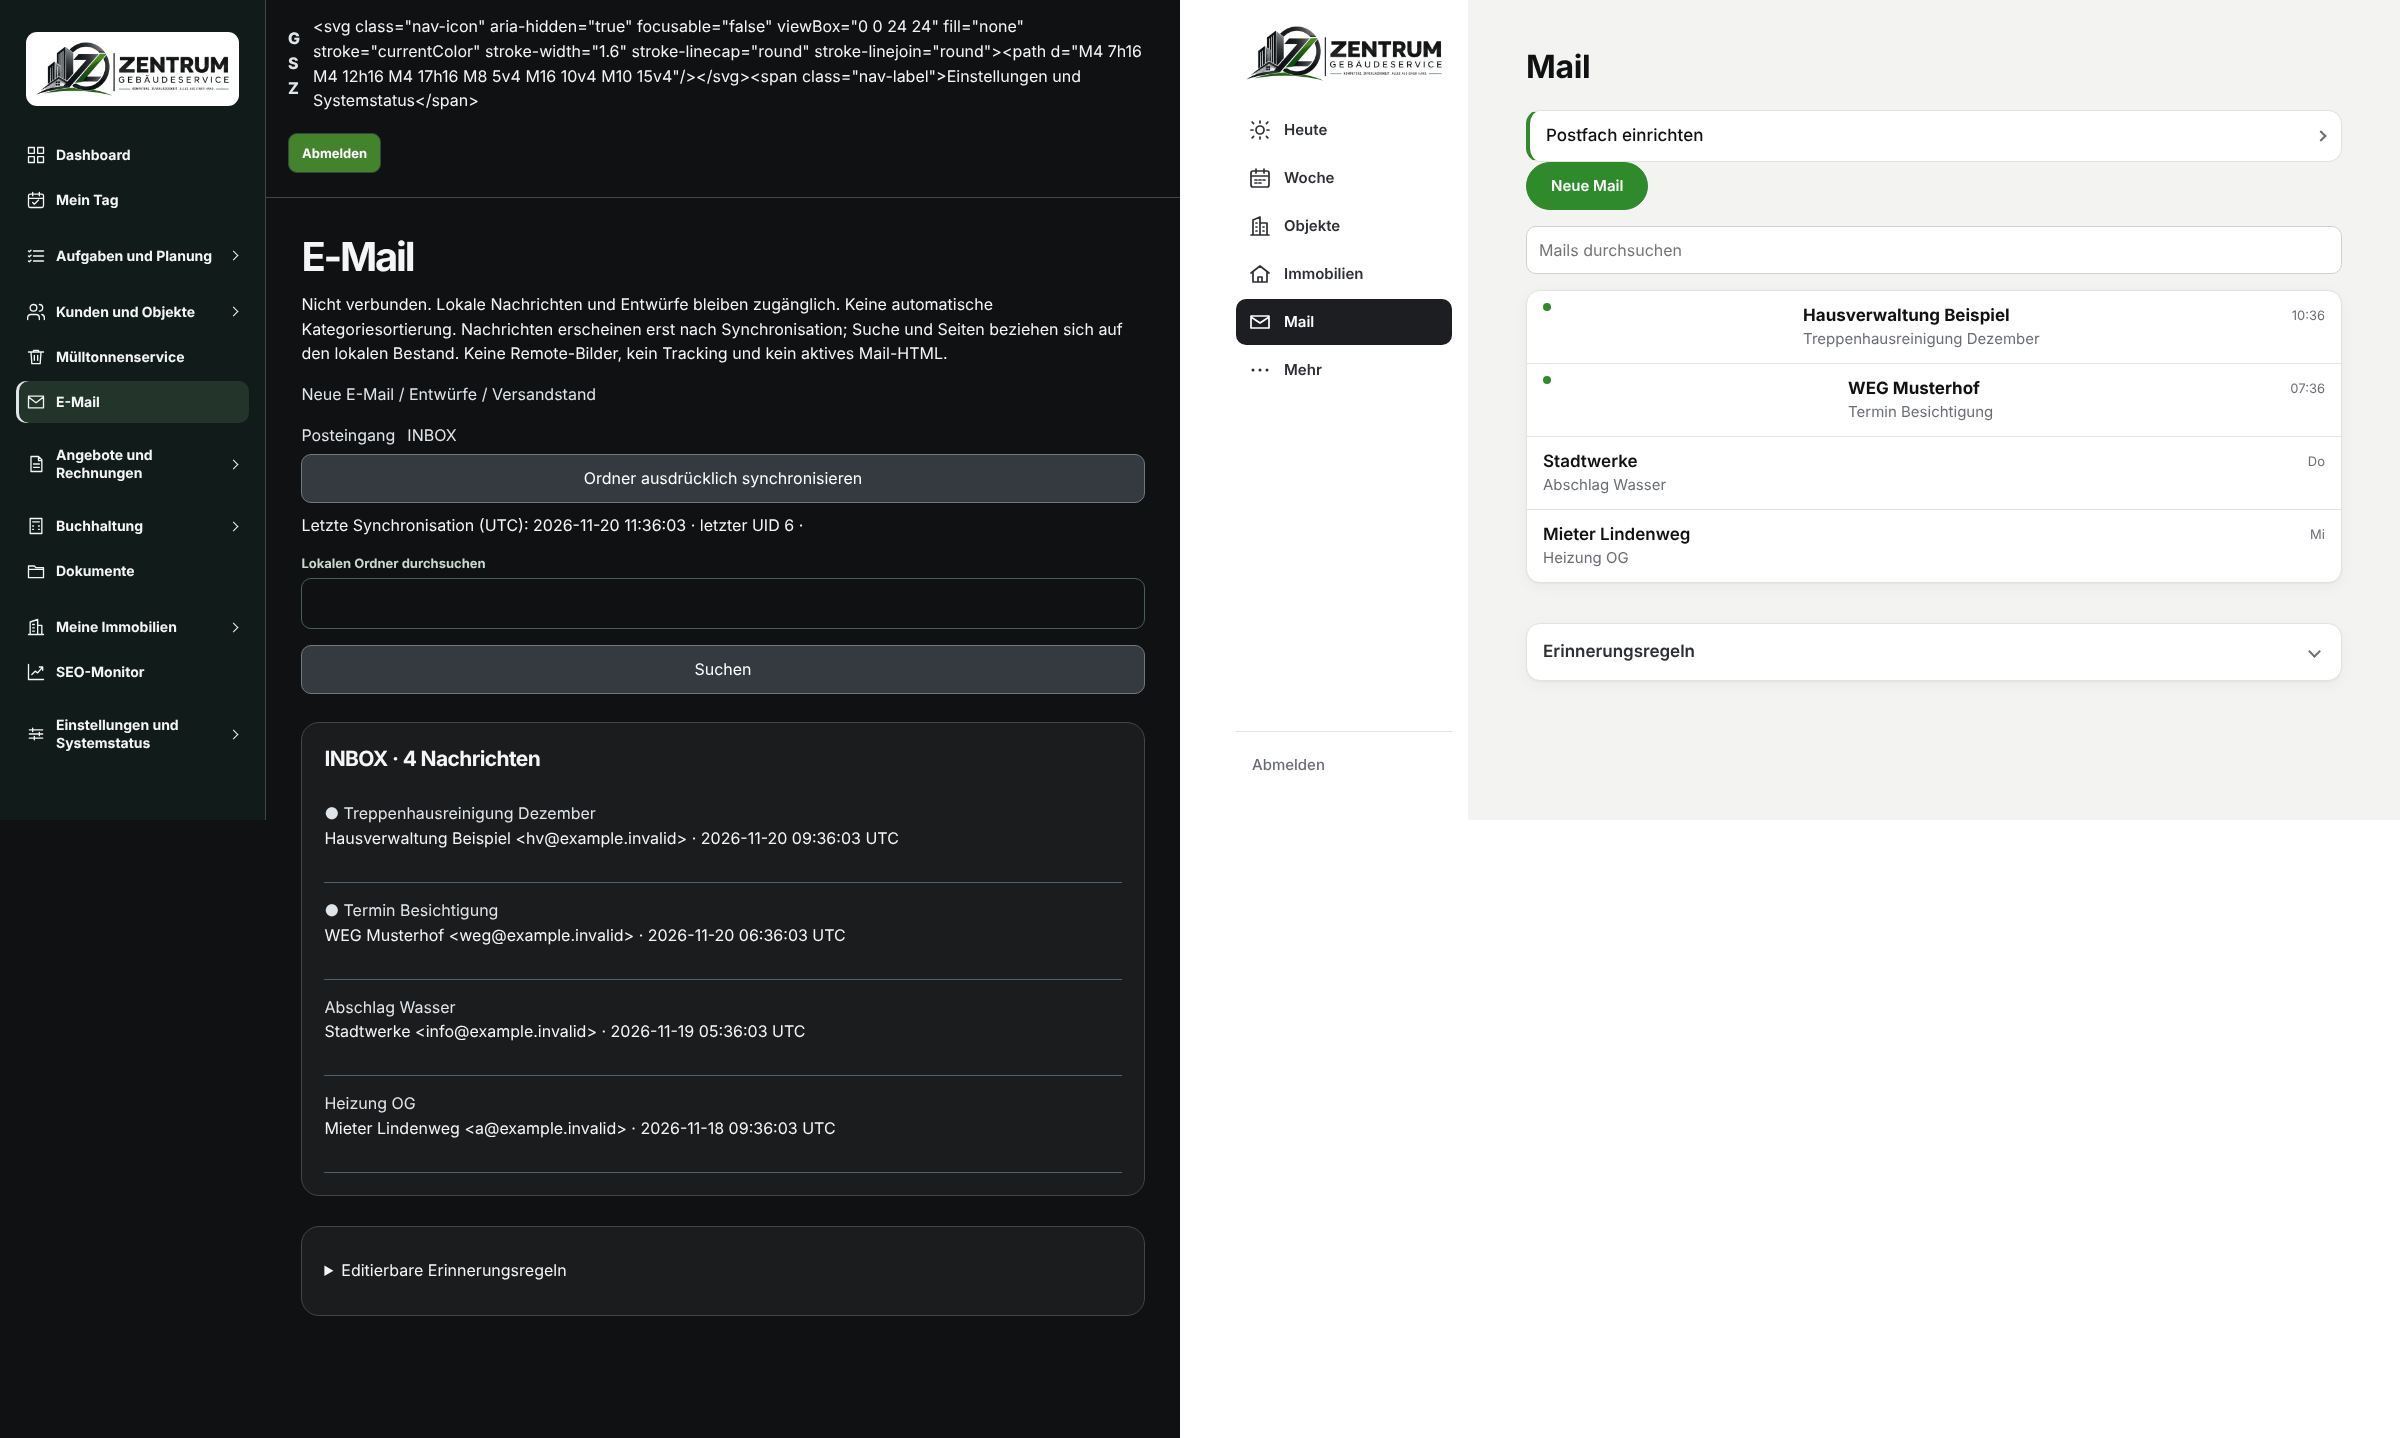 ZENTRUM
GEBÄUDESERVICE
Dashboard
Mein Tag
Aufgaben und Planung
Kunden und Objekte
Mülltonnenservice
E-Mail
Angebote und
Rechnungen
Buchhaltung
Dokumente
Meine Immobilien
SEO-Monitor
Einstellungen und
Systemstatus
G
S
Z
<svg class="nav-icon" aria-hidden="true" focusable="false" viewBox="0 0 24 24" fill="none"
stroke="currentColor" stroke-width="1.6" stroke-linecap="round" stroke-linejoin="round"><path d="M4 7h16
M4 12h16 M4 17h16 M8 5v4 M16 10v4 M10 15v4"/></svg><span class="nav-label">Einstellungen und
Systemstatus</span>
Abmelden
E-Mail
Nicht verbunden. Lokale Nachrichten und Entwürfe bleiben zugänglich. Keine automatische
Kategoriesortierung. Nachrichten erscheinen erst nach Synchronisation; Suche und Seiten beziehen sich auf
den lokalen Bestand. Keine Remote-Bilder, kein Tracking und kein aktives Mail-HTML.
Neue E-Mail / Entwürfe / Versandstand
Posteingang INBOX
Ordner ausdrücklich synchronisieren
Letzte Synchronisation (UTC): 2026-11-20 11:36:03 · letzter UID 6 ·
Lokalen Ordner durchsuchen
Suchen
INBOX · 4 Nachrichten
● Treppenhausreinigung Dezember
Hausverwaltung Beispiel <hv@example.invalid> · 2026-11-20 09:36:03 UTC
● Termin Besichtigung
WEG Musterhof <weg@example.invalid> · 2026-11-20 06:36:03 UTC
Abschlag Wasser
Stadtwerke <info@example.invalid> · 2026-11-19 05:36:03 UTC
Heizung OG
Mieter Lindenweg <a@example.invalid> · 2026-11-18 09:36:03 UTC
▶ Editierbare Erinnerungsregeln
ZENTRUM
GEBÄUDESERVICE
Heute
Woche
Objekte
Immobilien
Mail
Mehr
Abmelden
Mail
Postfach einrichten
Neue Mail
Mails durchsuchen
Hausverwaltung Beispiel 10:36
Treppenhausreinigung Dezember
WEG Musterhof 07:36
Termin Besichtigung
Stadtwerke Do
Abschlag Wasser
Mieter Lindenweg Mi
Heizung OG
Erinnerungsregeln